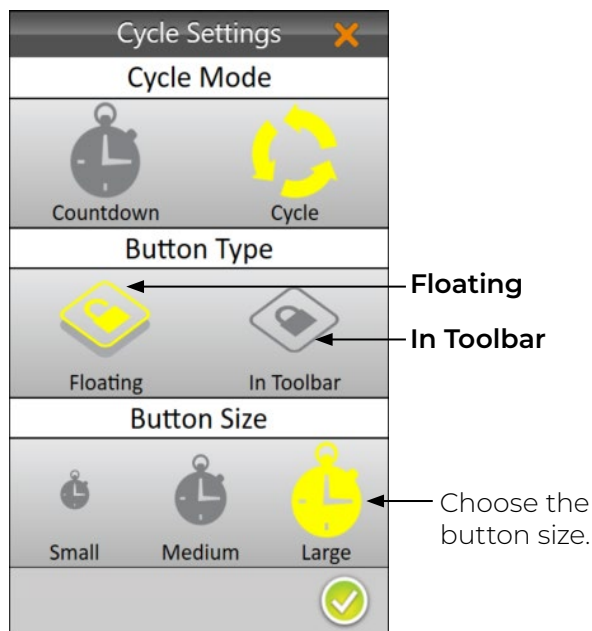 Cycle Settings
Cycle Mode
Countdown Cycle
Button Type
Floating
In Toolbar
Floating In Toolbar
Button Size
Choose the
button size.
Small Medium Large